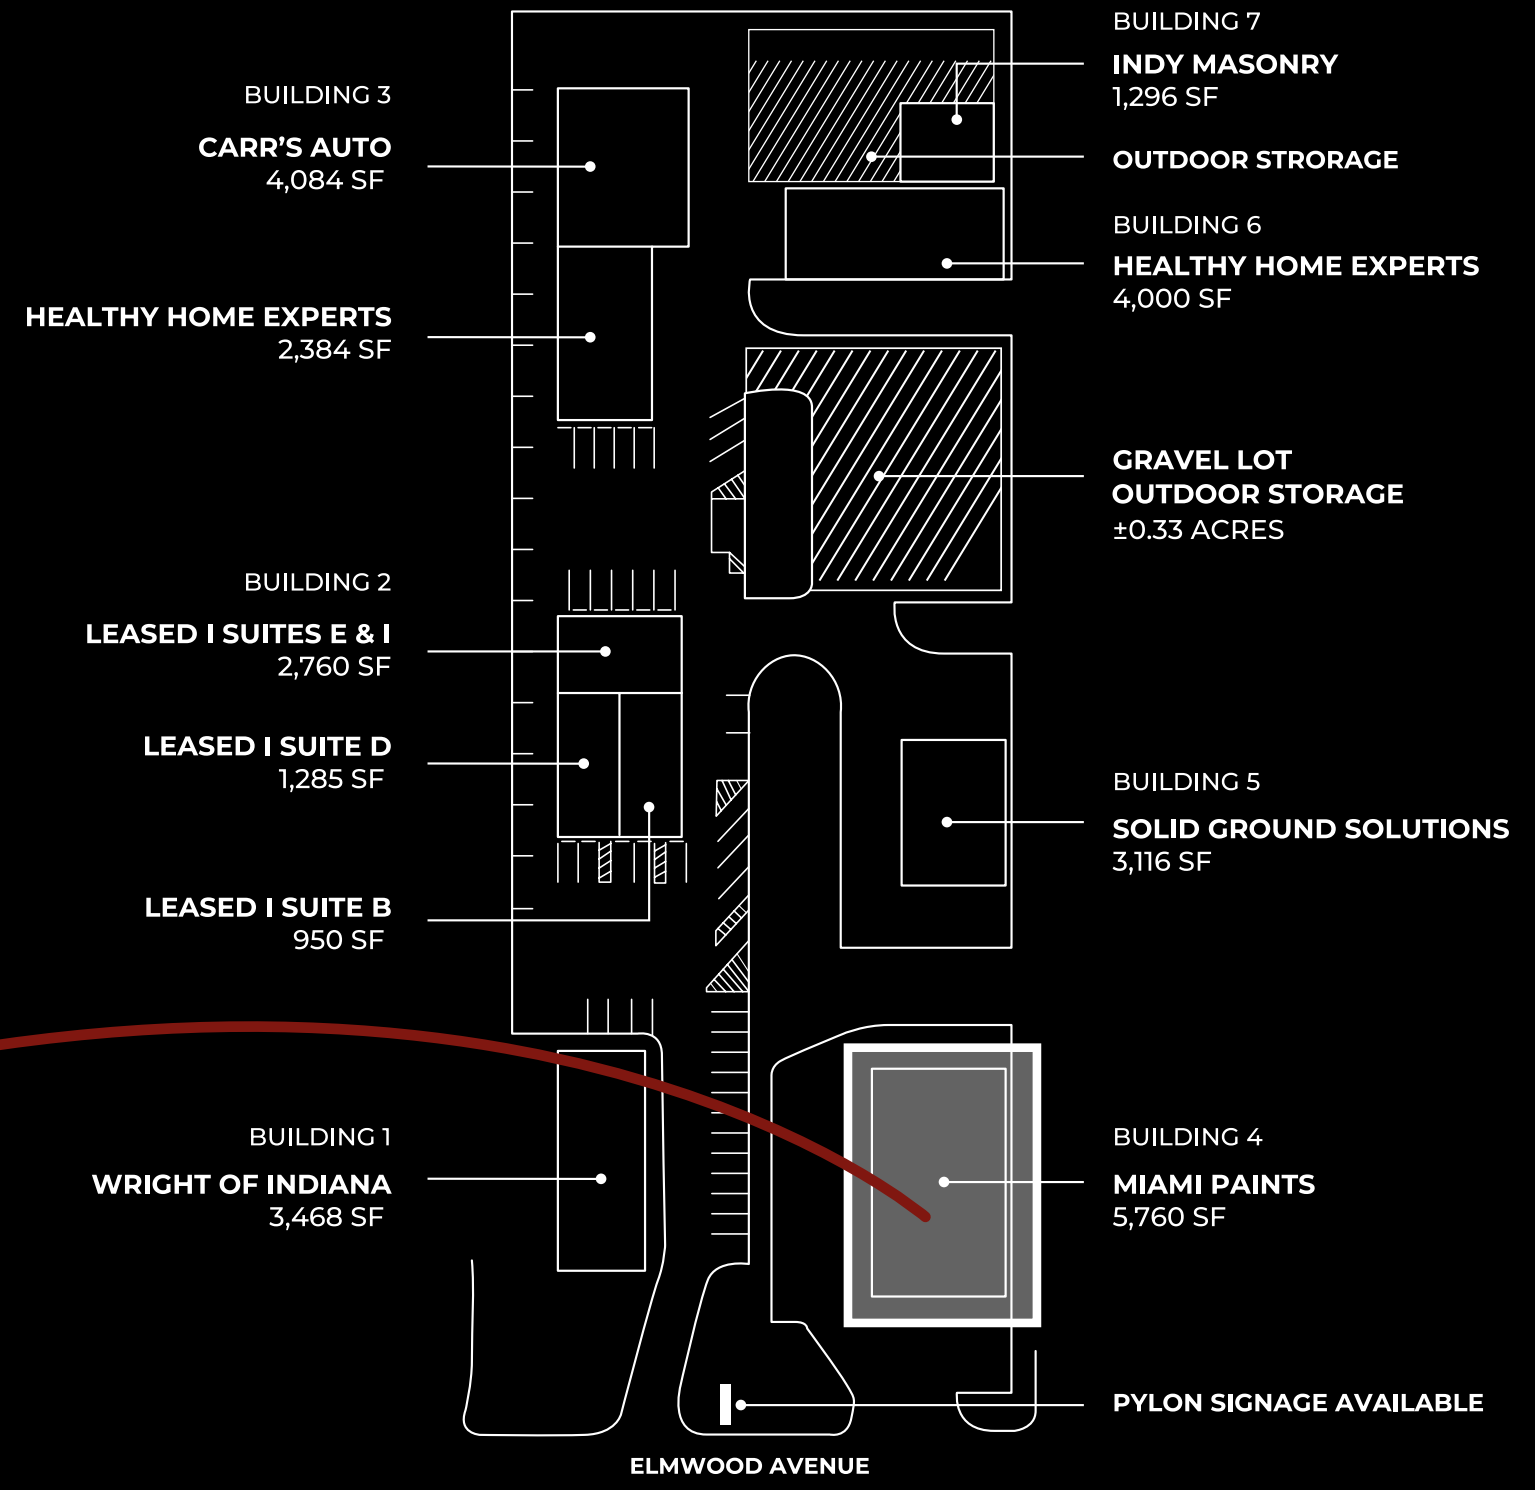 BUILDING 3
CARR'S AUTO
4,084 SF
HEALTHY HOME EXPERTS
2,384 SF
BUILDING 2
LEASED I SUITES E & I
2,760 SF
LEASED I SUITE D
1,285 SF
LEASED I SUITE B
950 SF
BUILDING 1
WRIGHT OF INDIANA
3,468 SF
BUILDING 7
INDY MASONRY
1,296 SF
OUTDOOR STRORAGE
BUILDING 6
HEALTHY HOME EXPERTS
4,000 SF
GRAVEL LOT
OUTDOOR STORAGE
±0.33 ACRES
BUILDING 5
SOLID GROUND SOLUTIONS
3,116 SF
BUILDING 4
MIAMI PAINTS
5,760 SF
PYLON SIGNAGE AVAILABLE
ELMWOOD AVENUE